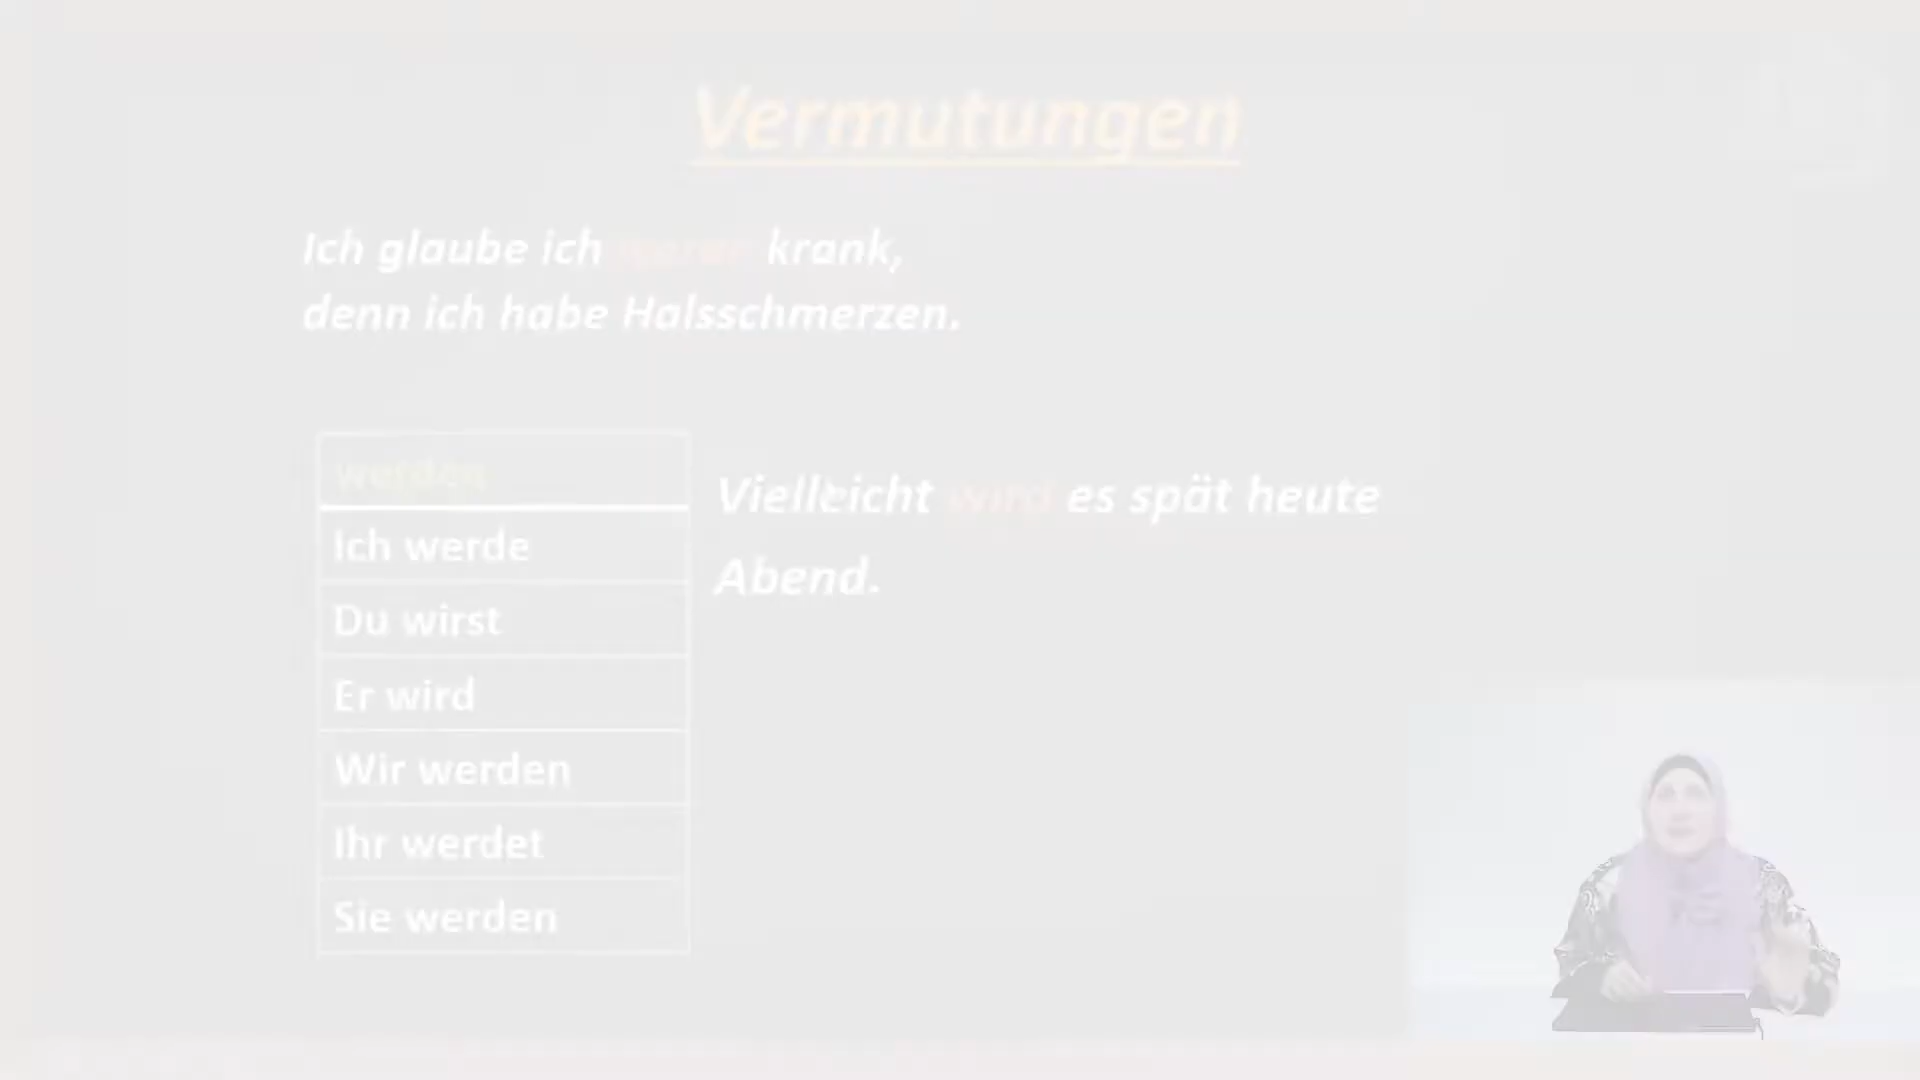 Vermutungen
Ich glaube ich krank,
denn ich habe Halsschmerzen.
werden
Ich werde
Du wirst
Er wird
Wir werden
Ihr werdet
Sie werden
Vielleicht wird es spät heute
Abend.